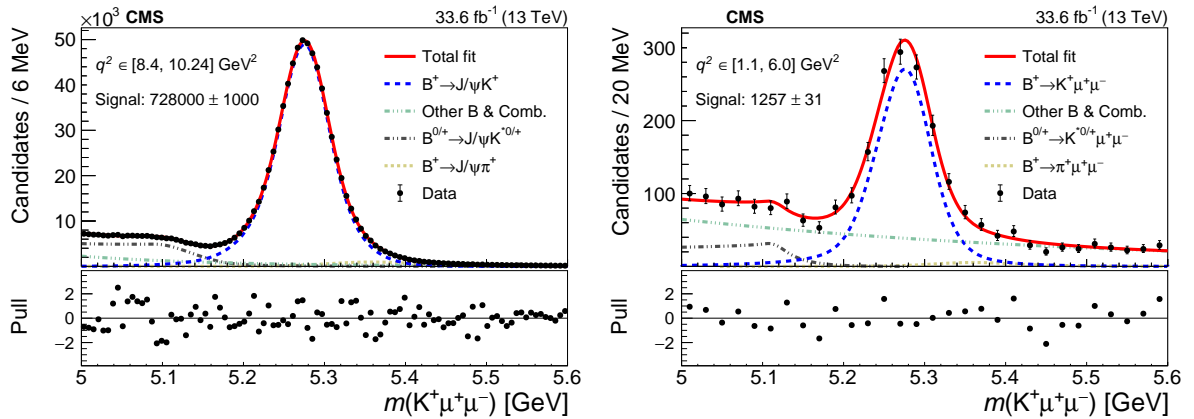 ×10³ CMS 33.6 fb⁻¹ (13 TeV)
Candidates / 6 MeV
50
40
30
20
10
q² ∈ [8.4, 10.24] GeV²
Signal: 728000 ± 1000
Total fit
B⁺→J/ψK⁺
Other B & Comb.
B⁰ᐟ⁺→J/ψK*⁰ᐟ⁺
B⁺→J/ψπ⁺
Data
Pull
2
0
−2
5 5.1 5.2 5.3 5.4 5.5 5.6
m(K⁺μ⁺μ⁻) [GeV]
CMS 33.6 fb⁻¹ (13 TeV)
Candidates / 20 MeV
300
200
100
q² ∈ [1.1, 6.0] GeV²
Signal: 1257 ± 31
Total fit
B⁺→K⁺μ⁺μ⁻
Other B & Comb.
B⁰ᐟ⁺→K*⁰ᐟ⁺μ⁺μ⁻
B⁺→π⁺μ⁺μ⁻
Data
Pull
2
0
−2
5 5.1 5.2 5.3 5.4 5.5 5.6
m(K⁺μ⁺μ⁻) [GeV]